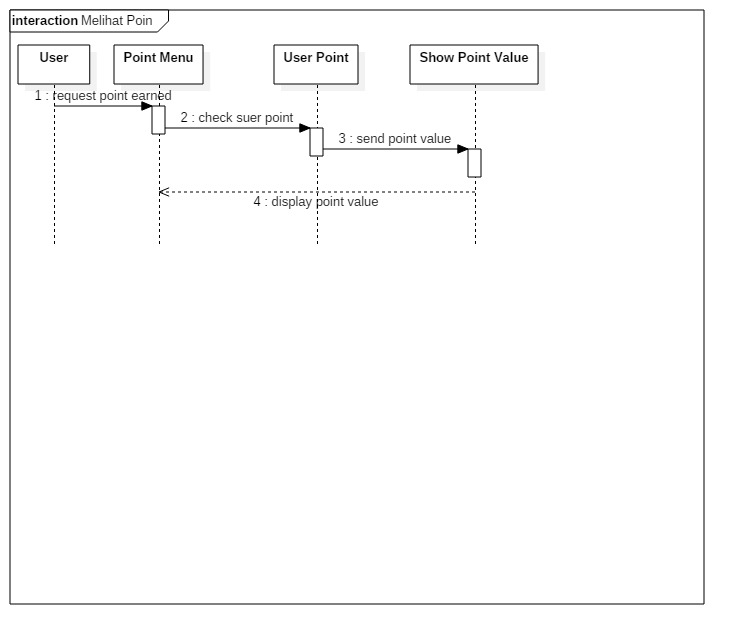 interaction Melihat Poin
User
Point Menu
User Point
Show Point Value
1 : request point earned
2 : check suer point
3 : send point value
4 : display point value